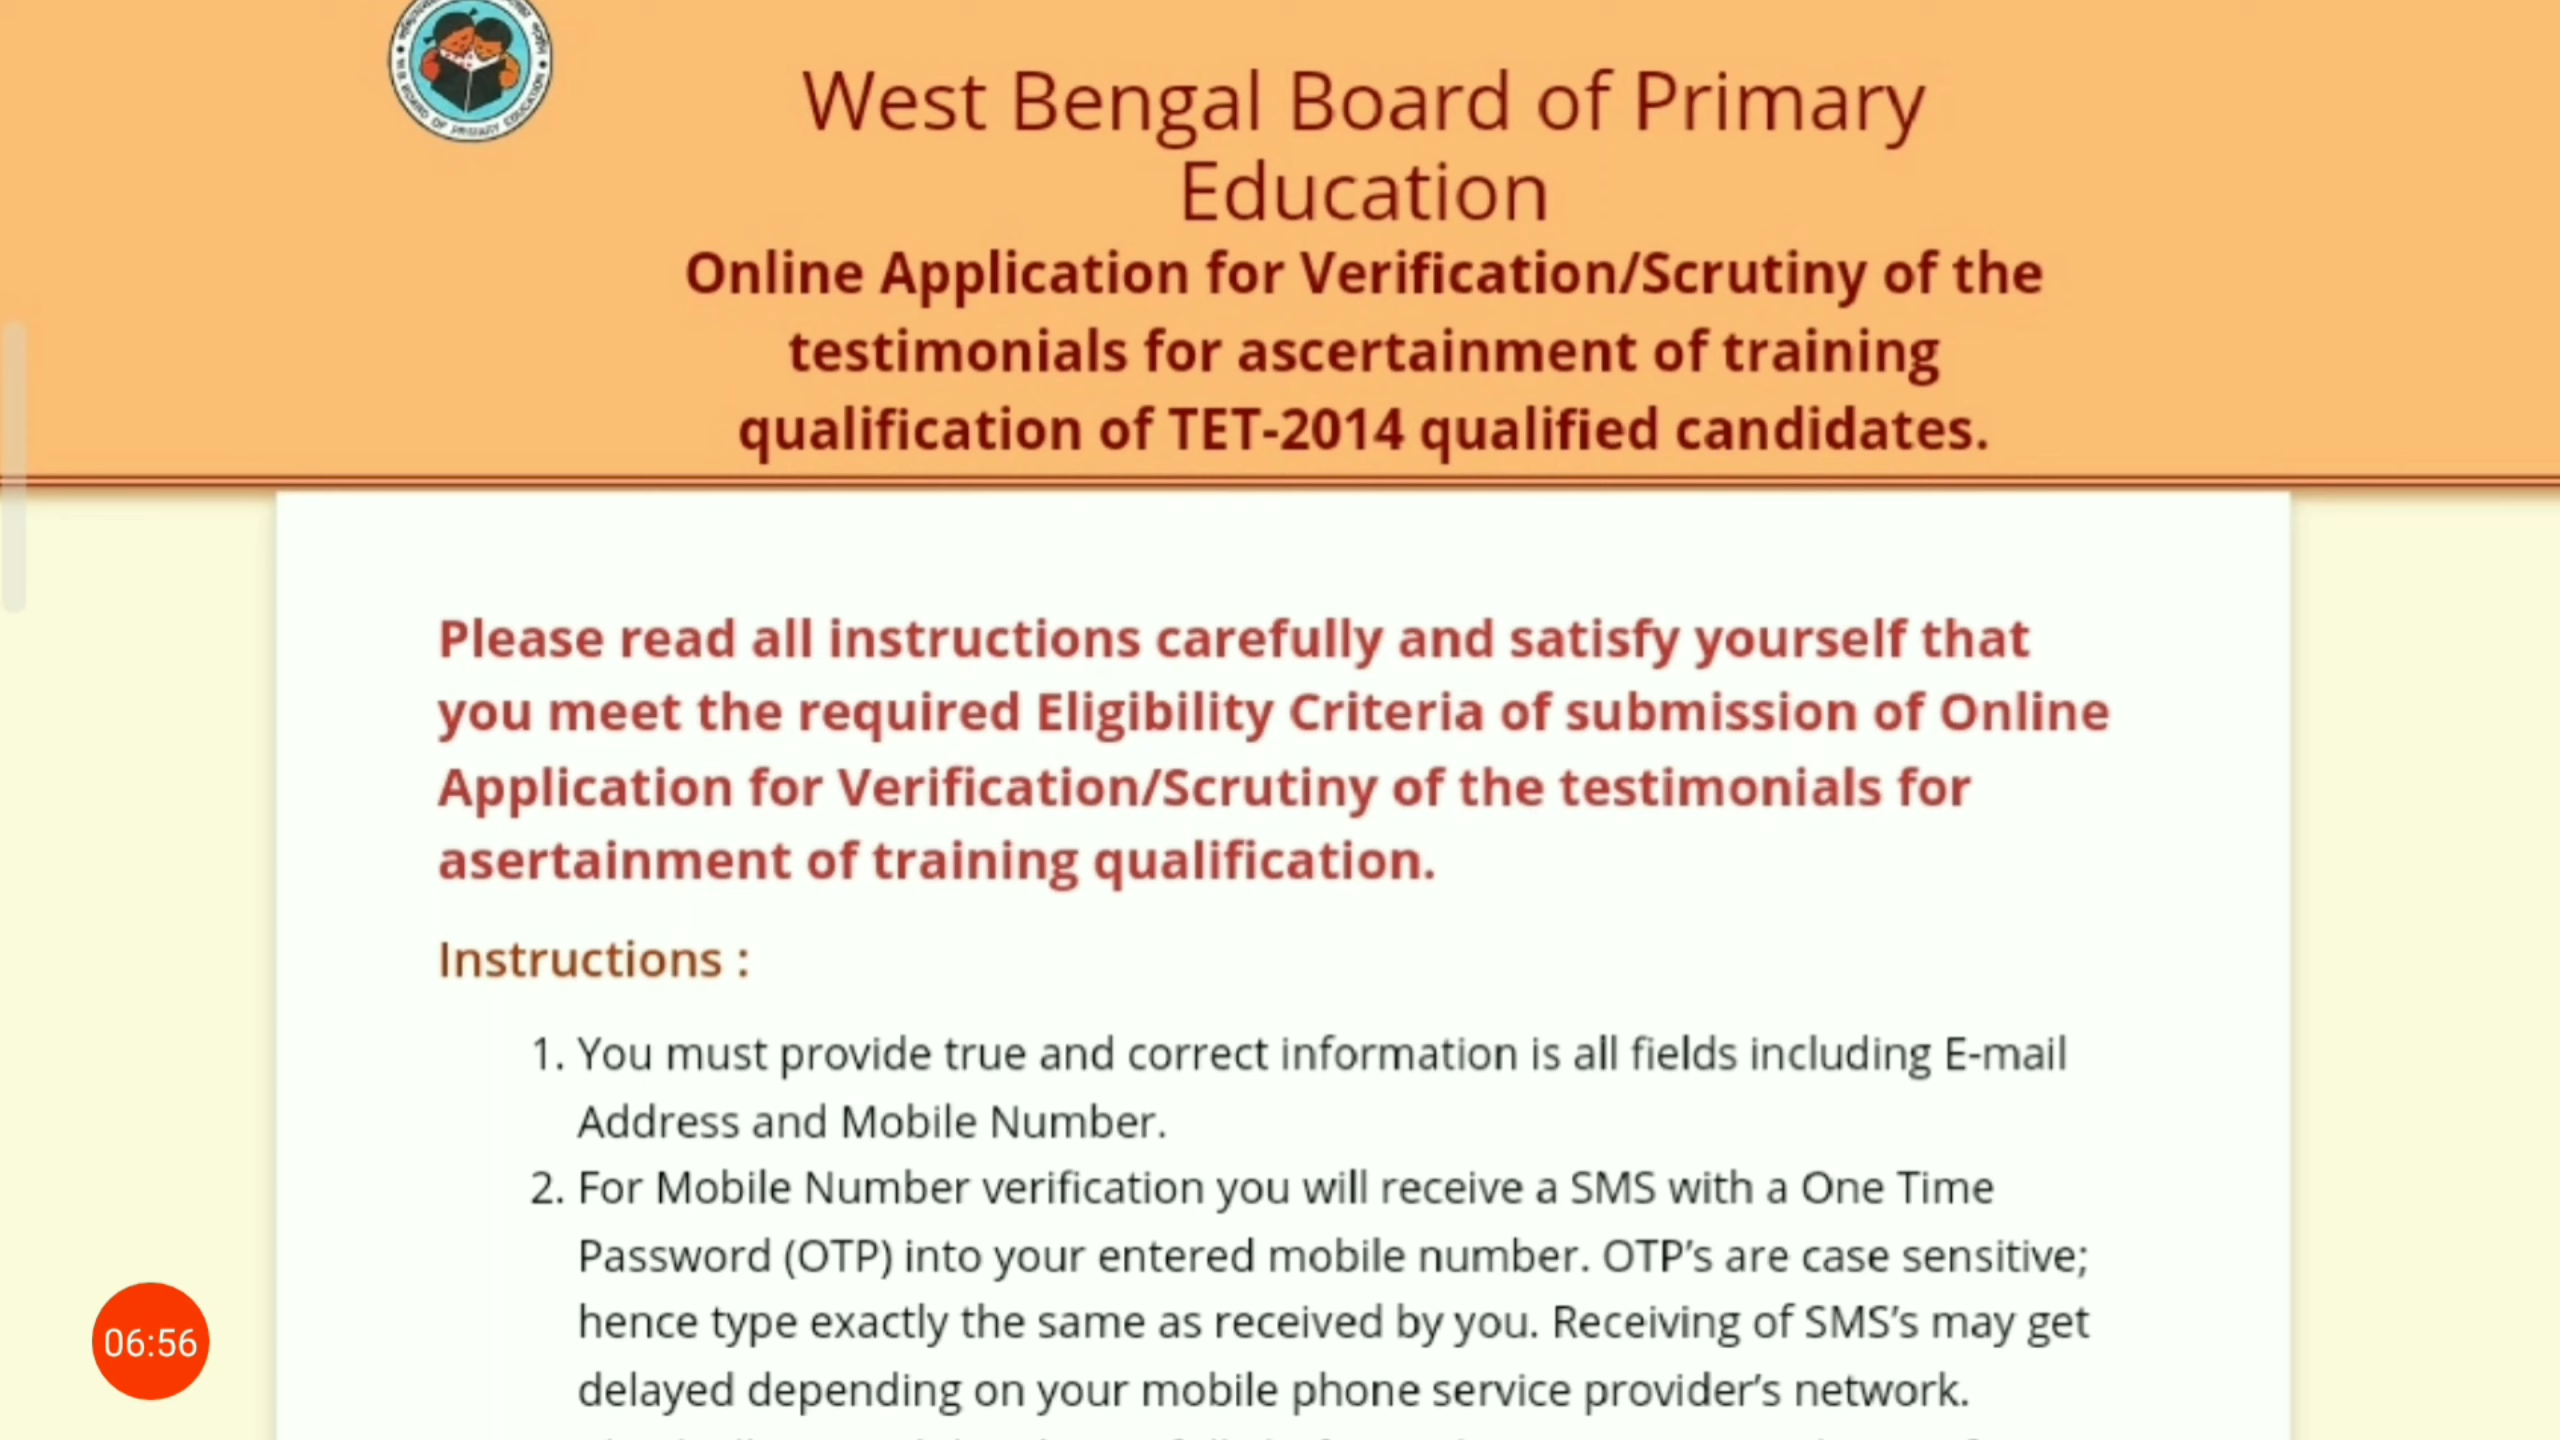 West Bengal Board of Primary
Education
Online Application for Verification/Scrutiny of the
testimonials for ascertainment of training
qualification of TET-2014 qualified candidates.
Please read all instructions carefully and satisfy yourself that
you meet the required Eligibility Criteria of submission of Online
Application for Verification/Scrutiny of the testimonials for
asertainment of training qualification.
Instructions :
1. You must provide true and correct information is all fields including E-mail
Address and Mobile Number.
2. For Mobile Number verification you will receive a SMS with a One Time
Password (OTP) into your entered mobile number. OTP’s are case sensitive;
hence type exactly the same as received by you. Receiving of SMS’s may get
delayed depending on your mobile phone service provider’s network.
06:56